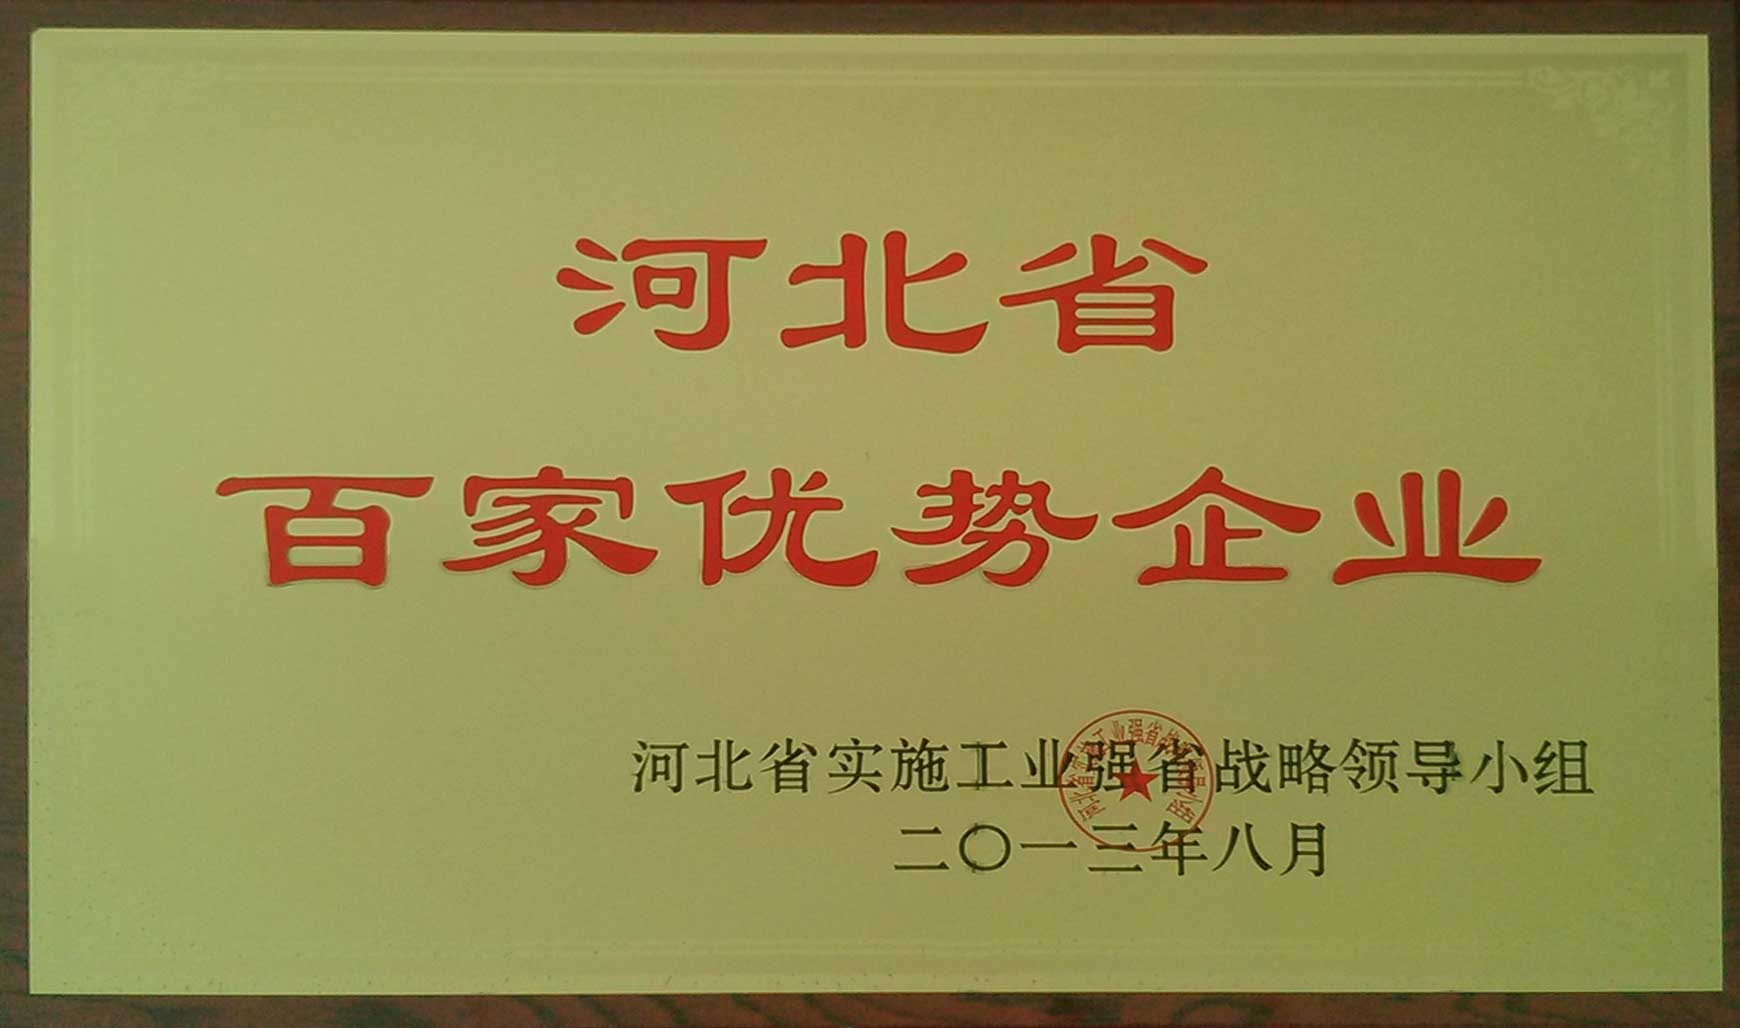 河北省
百家优势企业
河北省实施工业强省战略领导小组
二〇一三年八月